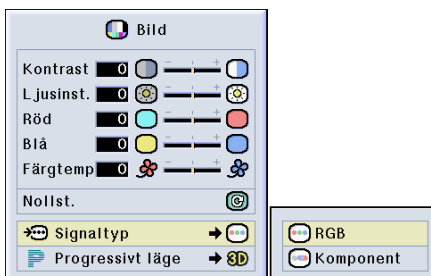 Bild
Kontrast 0
Ljusinst. 0
Röd 0
Blå 0
Färgtemp 0
Nollst.
Signaltyp
Progressivt läge 3D
RGB
Komponent